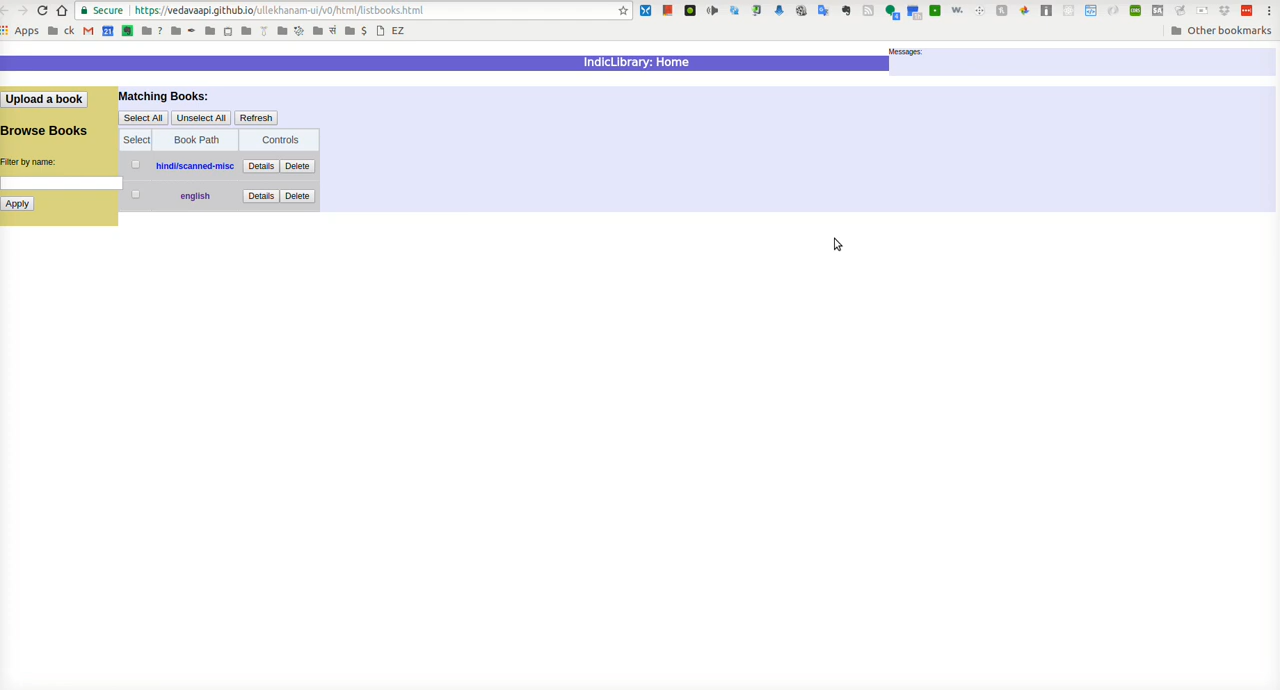 Secure https://vedavaapi.github.io/ullekhanam-ui/v0/html/listbooks.html
Apps ck ? सं $ EZ Other bookmarks
Messages:
IndicLibrary: Home
Upload a book
Browse Books
Filter by name:
Apply
Matching Books:
Select All Unselect All Refresh
Select Book Path Controls
hindi/scanned-misc Details Delete
english Details Delete